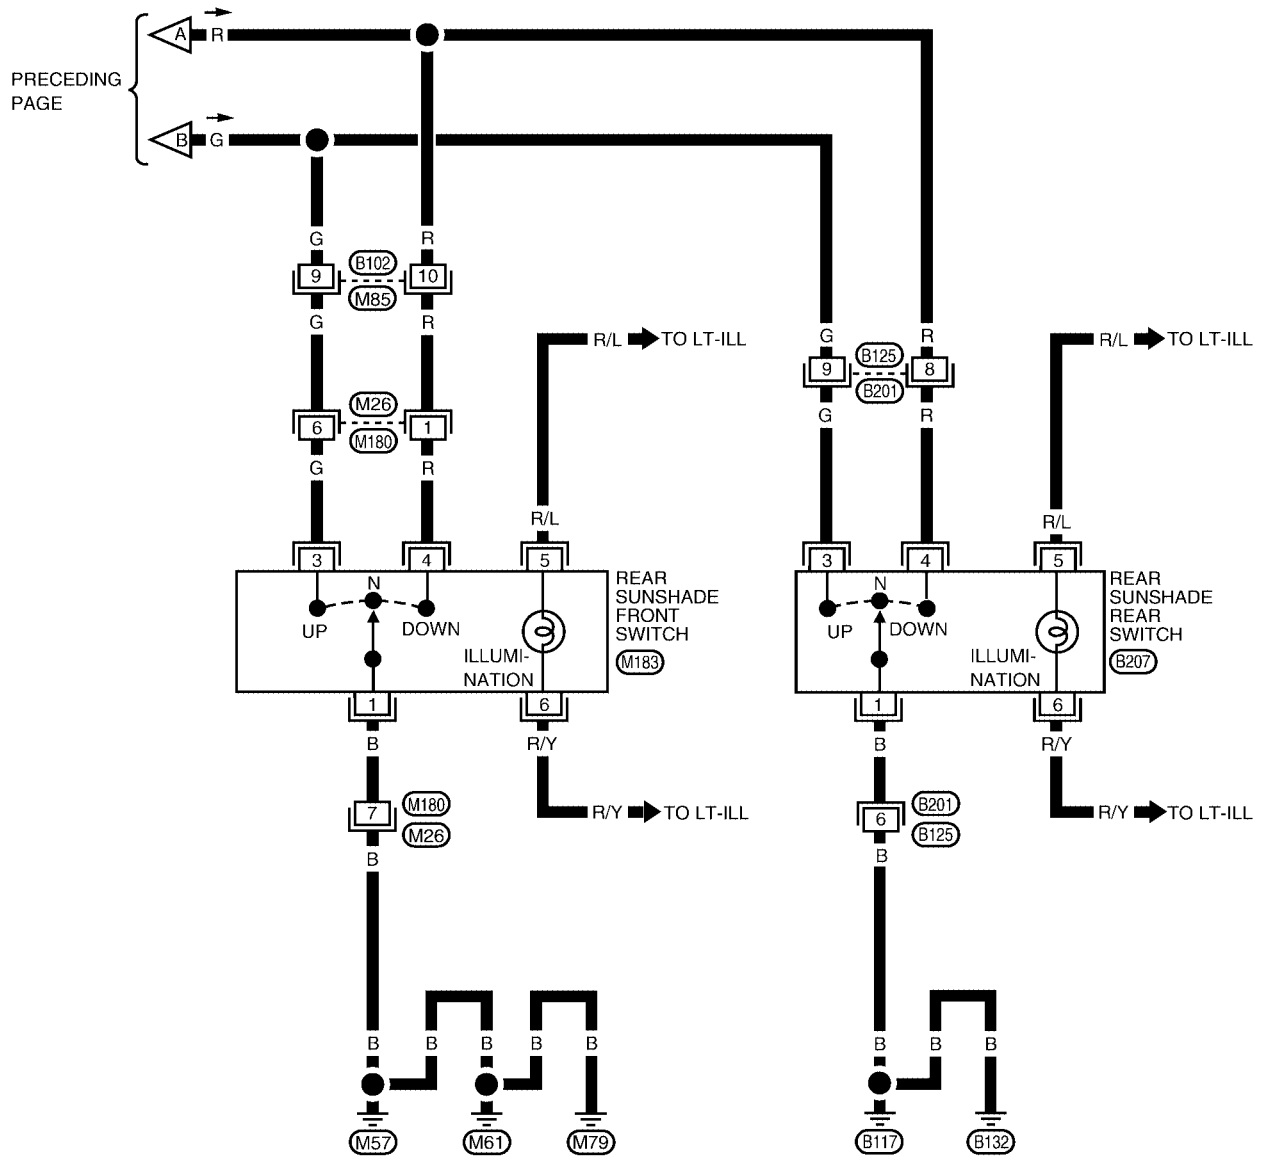 A R
PRECEDING
PAGE
B G
G R
9 B102 10
M85
G R
R/L TO LT-ILL
G R
R/L TO LT-ILL
9 B125 8
B201
M26
6 M180 1
G R
G R
R/L
R/L
3 4 5
3 4 5
N
UP DOWN
ILLUMI-
NATION
REAR
SUNSHADE
FRONT
SWITCH
M183
N
UP DOWN
ILLUMI-
NATION
REAR
SUNSHADE
REAR
SWITCH
B207
1 6
1 6
B R/Y
B R/Y
7 M180
M26
R/Y TO LT-ILL
6 B201
B125
R/Y TO LT-ILL
B
B
B B B B B
B B B
M57 M61 M79
B117 B132